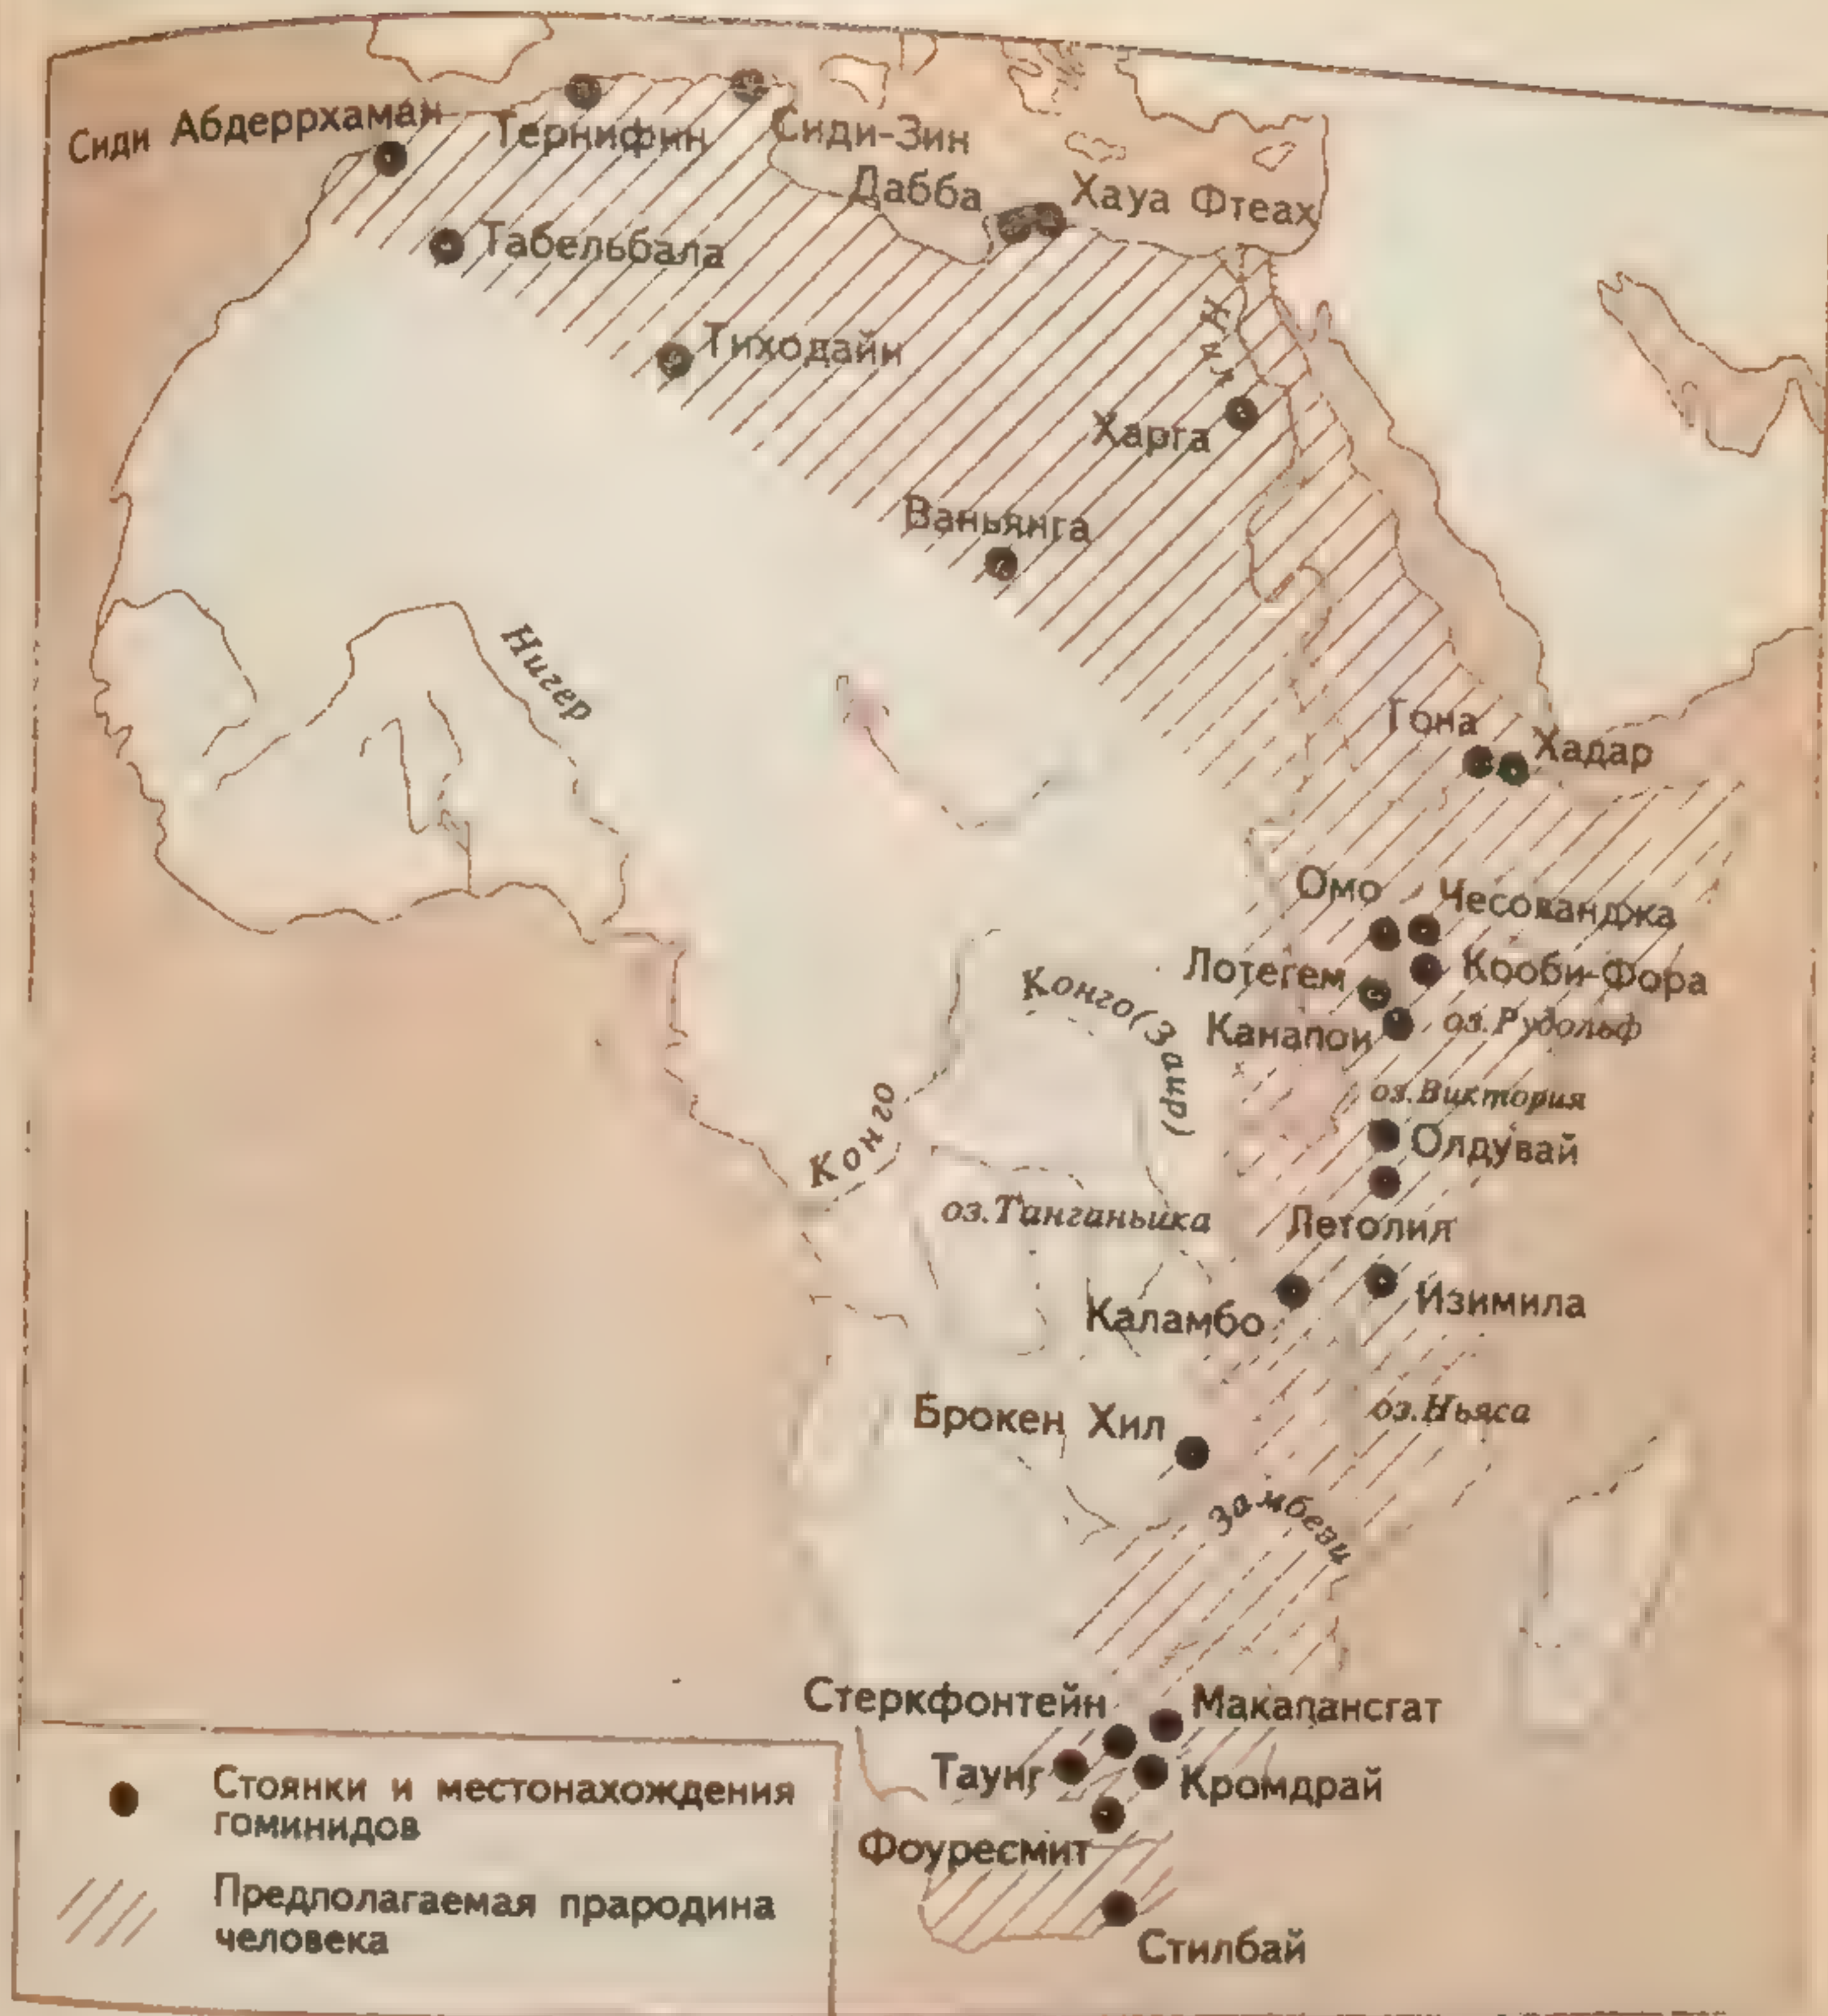 Сиди Абдеррхаман
Тернифин
Сиди-Зин
Дабба
Хауа Фтеах
Табельбала
Тиходайн
Нил
Харга
Ваньянга
Нигер
Гона
Хадар
Омо
Чесованджа
Лотегем
Кооби-Фора
Канапои
оз.Рудольф
Конго(Заир)
Конго
оз.Виктория
Олдувай
оз.Танганьика
Летолия
Каламбо
Изимила
Брокен Хил
оз.Ньяса
Замбези
Стеркфонтейн
Макапансгат
Таунг
Кромдрай
Фоуресмит
Стилбай
Стоянки и местонахождения
гоминидов
Предполагаемая прародина
человека